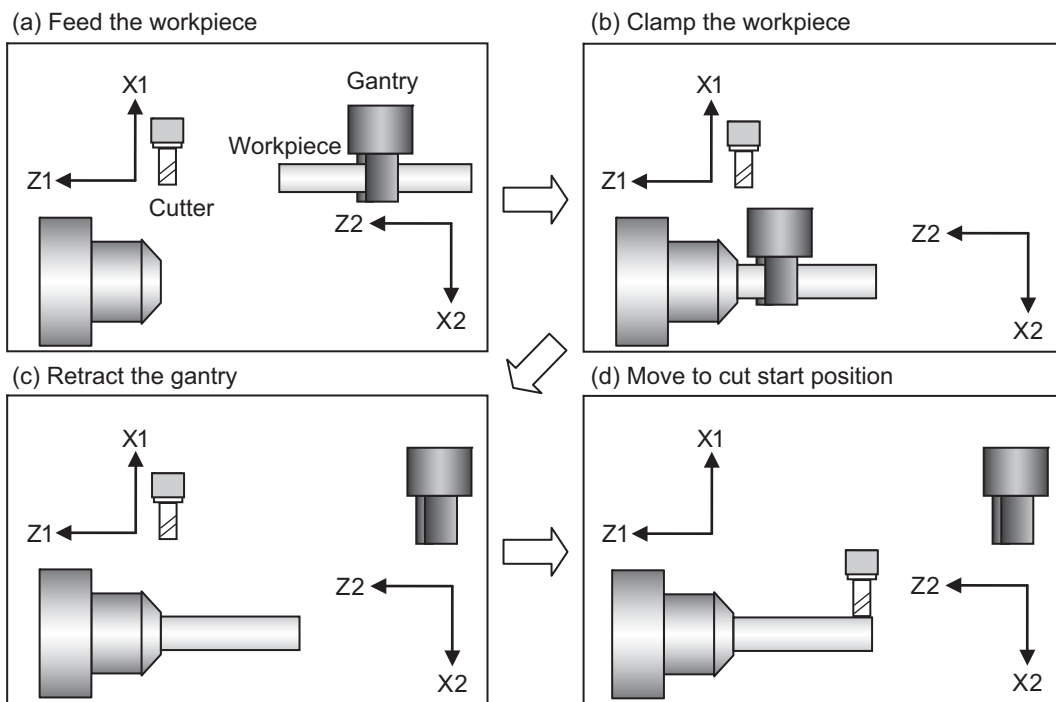 (a) Feed the workpiece
X1
Gantry
Workpiece
Z1
Cutter
Z2
X2
(b) Clamp the workpiece
X1
Z1
Z2
X2
(c) Retract the gantry
X1
Z1
Z2
X2
(d) Move to cut start position
X1
Z1
Z2
X2